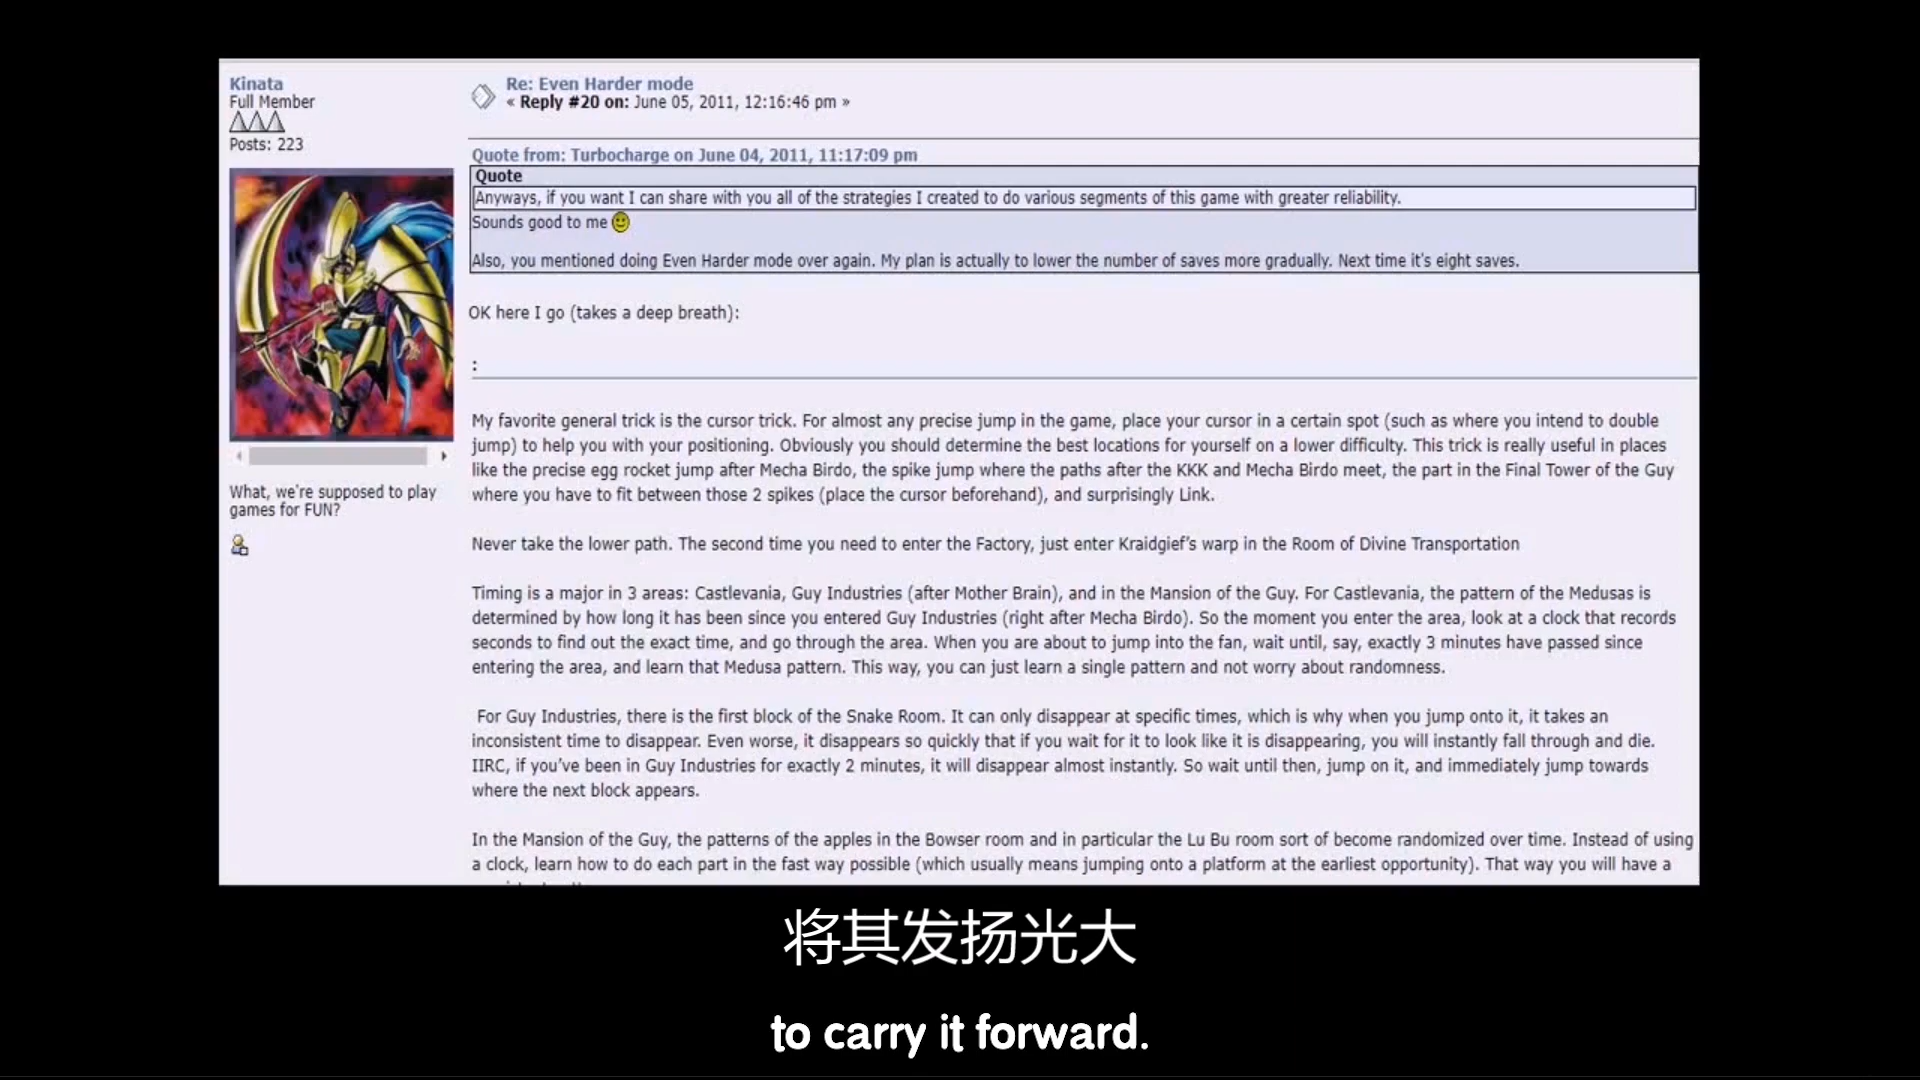 Kinata
Full Member
Posts: 223
What, we're supposed to play
games for FUN?
Re: Even Harder mode
« Reply #20 on: June 05, 2011, 12:16:46 pm »
Quote from: Turbocharge on June 04, 2011, 11:17:09 pm
Quote
Anyways, if you want I can share with you all of the strategies I created to do various segments of this game with greater reliability.
Sounds good to me
Also, you mentioned doing Even Harder mode over again. My plan is actually to lower the number of saves more gradually. Next time it's eight saves.
OK here I go (takes a deep breath):
:
My favorite general trick is the cursor trick. For almost any precise jump in the game, place your cursor in a certain spot (such as where you intend to double
jump) to help you with your positioning. Obviously you should determine the best locations for yourself on a lower difficulty. This trick is really useful in places
like the precise egg rocket jump after Mecha Birdo, the spike jump where the paths after the KKK and Mecha Birdo meet, the part in the Final Tower of the Guy
where you have to fit between those 2 spikes (place the cursor beforehand), and surprisingly Link.
Never take the lower path. The second time you need to enter the Factory, just enter Kraidgief's warp in the Room of Divine Transportation
Timing is a major in 3 areas: Castlevania, Guy Industries (after Mother Brain), and in the Mansion of the Guy. For Castlevania, the pattern of the Medusas is
determined by how long it has been since you entered Guy Industries (right after Mecha Birdo). So the moment you enter the area, look at a clock that records
seconds to find out the exact time, and go through the area. When you are about to jump into the fan, wait until, say, exactly 3 minutes have passed since
entering the area, and learn that Medusa pattern. This way, you can just learn a single pattern and not worry about randomness.
For Guy Industries, there is the first block of the Snake Room. It can only disappear at specific times, which is why when you jump onto it, it takes an
inconsistent time to disappear. Even worse, it disappears so quickly that if you wait for it to look like it is disappearing, you will instantly fall through and die.
IIRC, if you've been in Guy Industries for exactly 2 minutes, it will disappear almost instantly. So wait until then, jump on it, and immediately jump towards
where the next block appears.
In the Mansion of the Guy, the patterns of the apples in the Bowser room and in particular the Lu Bu room sort of become randomized over time. Instead of using
a clock, learn how to do each part in the fast way possible (which usually means jumping onto a platform at the earliest opportunity). That way you will have a
将其发扬光大
to carry it forward.